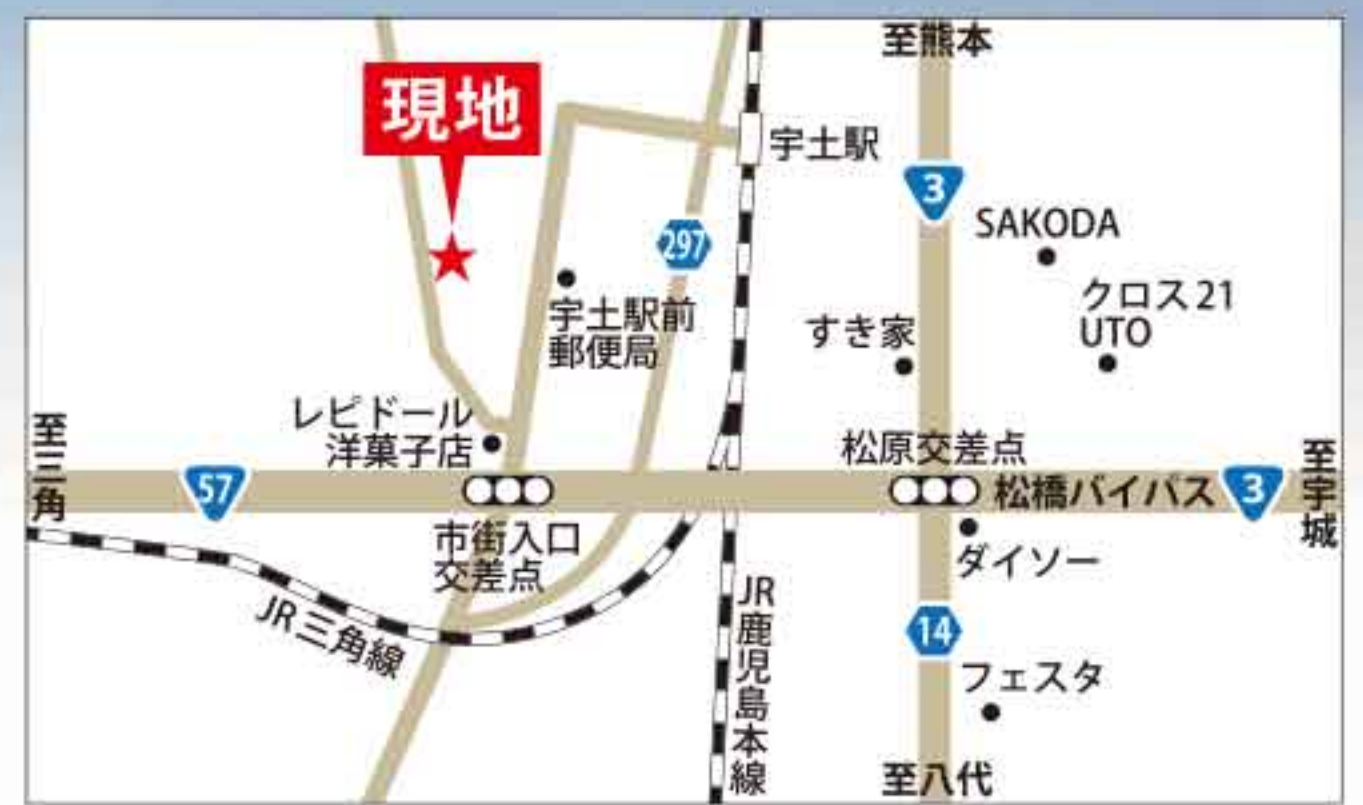 至熊本
現地
宇土駅
3
SAKODA
297
クロス21
UTO
宇土駅前
郵便局
すき家
レピドール
洋菓子店
松原交差点
至三角
57
松橋バイパス
3
至宇城
市街入口
交差点
ダイソー
JR三角線
JR鹿児島本線
14
フェスタ
至八代